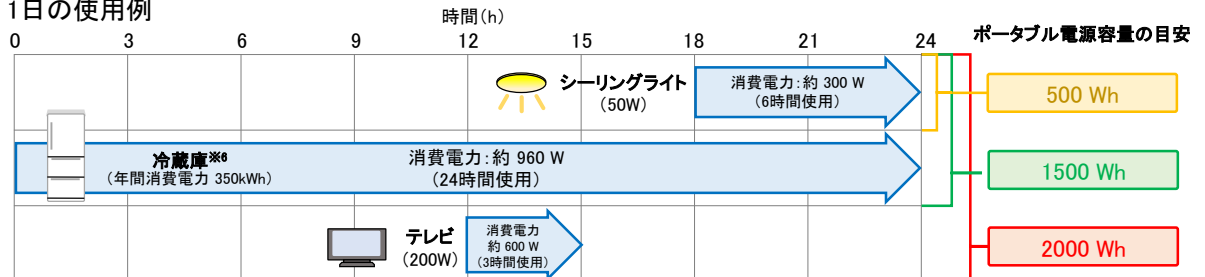 1日の使用例
時間(h)
0 3 6 9 12 15 18 21 24
ポータブル電源容量の目安
シーリングライト
(50W)
消費電力:約 300 W
(6時間使用)
500 Wh
冷蔵庫※6
(年間消費電力 350kWh)
消費電力:約 960 W
(24時間使用)
1500 Wh
テレビ
(200W)
消費電力
約 600 W
(3時間使用)
2000 Wh